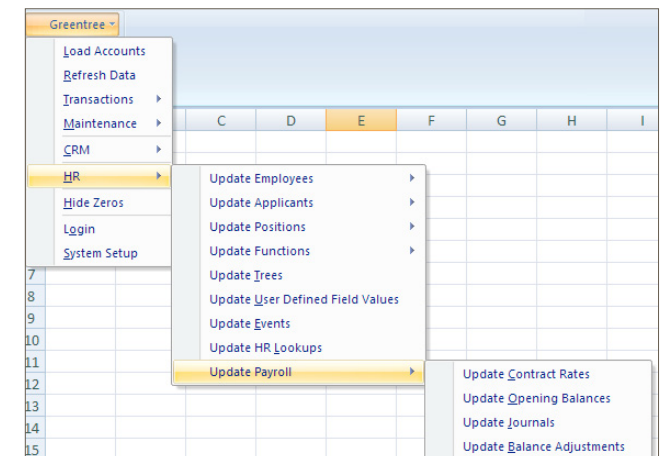 Greentree
Load Accounts
Refresh Data
Transactions
Maintenance
CRM
HR
Hide Zeros
Login
System Setup
C D E F G H I
Update Employees
Update Applicants
Update Positions
Update Functions
Update Trees
Update User Defined Field Values
Update Events
Update HR Lookups
Update Payroll
Update Contract Rates
Update Opening Balances
Update Journals
Update Balance Adjustments
7
8
9
10
11
12
13
14
15